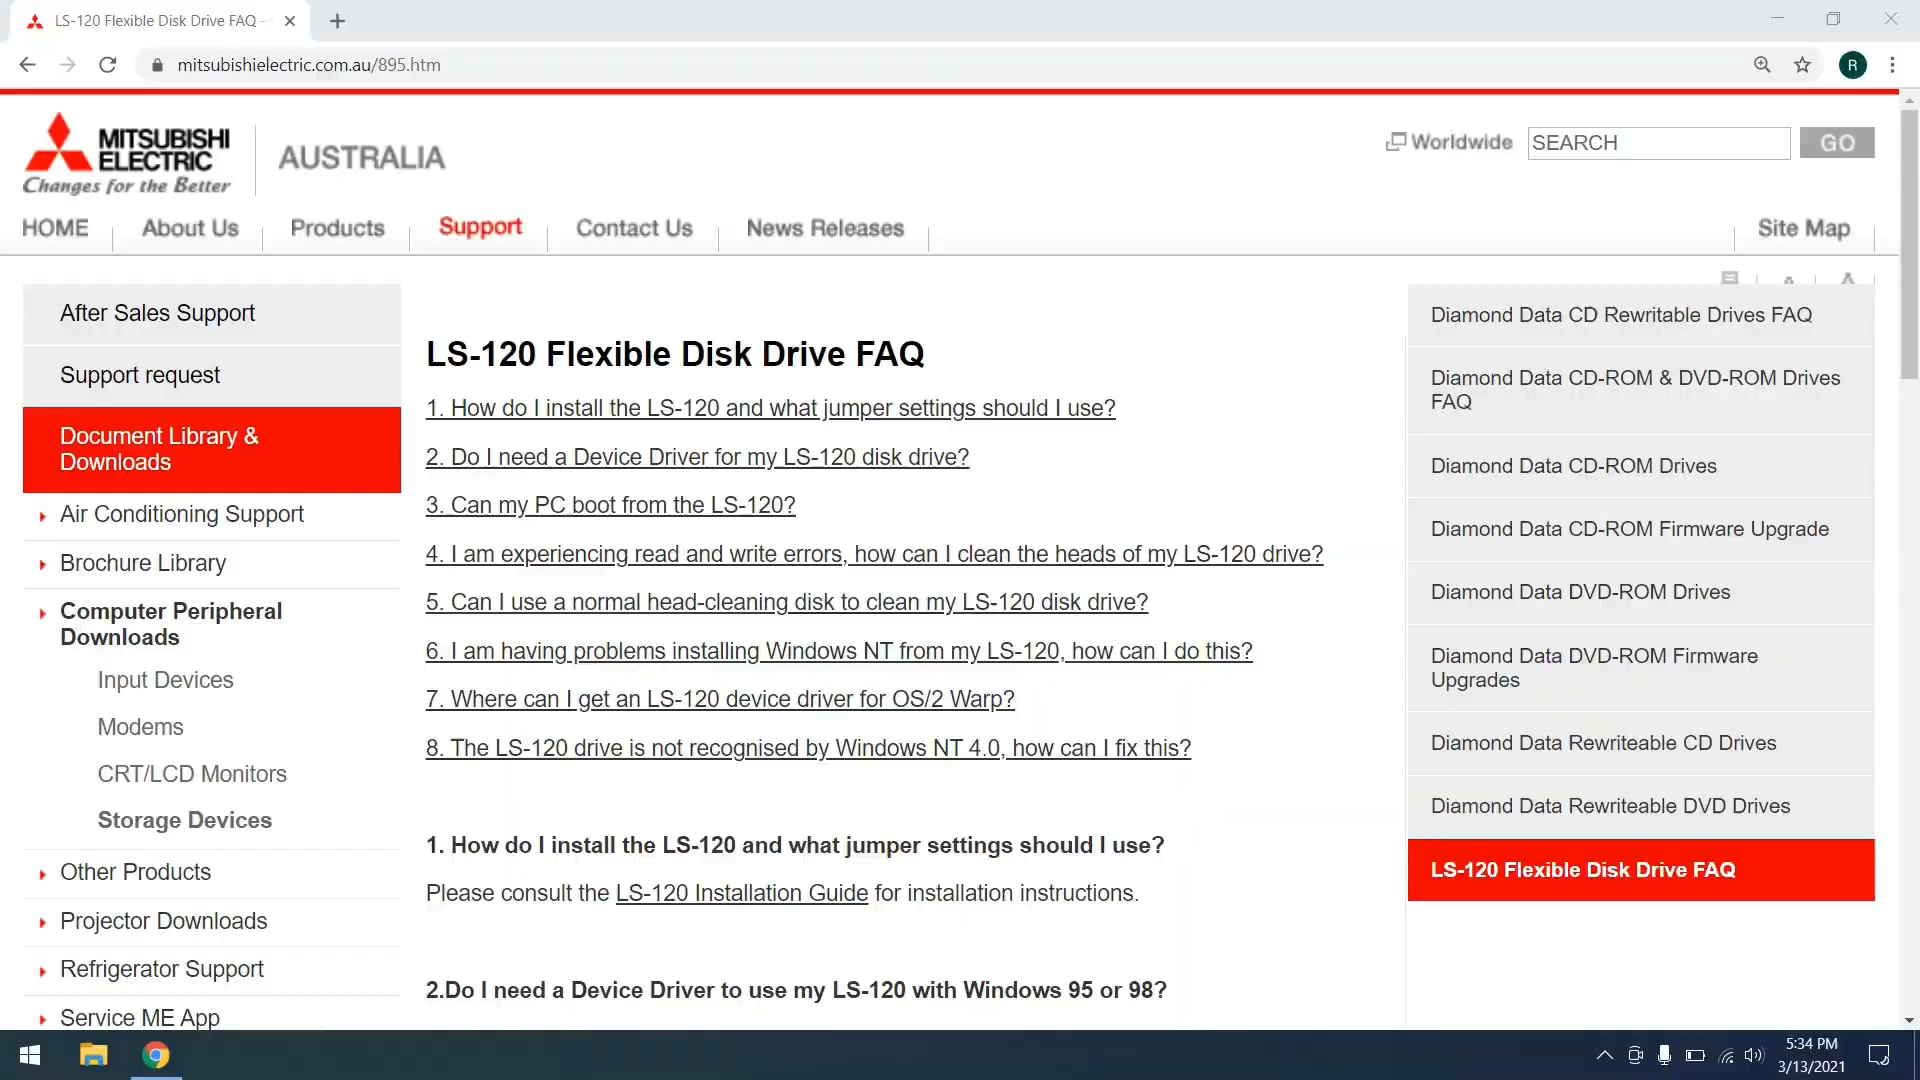 LS-120 Flexible Disk Drive FAQ -
mitsubishielectric.com.au/895.htm
R
MITSUBISHI
ELECTRIC
Changes for the Better
AUSTRALIA
Worldwide
SEARCH
GO
HOME
About Us
Products
Support
Contact Us
News Releases
Site Map
After Sales Support
Support request
Document Library &
Downloads
Air Conditioning Support
Brochure Library
Computer Peripheral
Downloads
Input Devices
Modems
CRT/LCD Monitors
Storage Devices
Other Products
Projector Downloads
Refrigerator Support
Service ME App
LS-120 Flexible Disk Drive FAQ
1. How do I install the LS-120 and what jumper settings should I use?
2. Do I need a Device Driver for my LS-120 disk drive?
3. Can my PC boot from the LS-120?
4. I am experiencing read and write errors, how can I clean the heads of my LS-120 drive?
5. Can I use a normal head-cleaning disk to clean my LS-120 disk drive?
6. I am having problems installing Windows NT from my LS-120, how can I do this?
7. Where can I get an LS-120 device driver for OS/2 Warp?
8. The LS-120 drive is not recognised by Windows NT 4.0, how can I fix this?
1. How do I install the LS-120 and what jumper settings should I use?
Please consult the LS-120 Installation Guide for installation instructions.
2.Do I need a Device Driver to use my LS-120 with Windows 95 or 98?
Diamond Data CD Rewritable Drives FAQ
Diamond Data CD-ROM & DVD-ROM Drives
FAQ
Diamond Data CD-ROM Drives
Diamond Data CD-ROM Firmware Upgrade
Diamond Data DVD-ROM Drives
Diamond Data DVD-ROM Firmware
Upgrades
Diamond Data Rewriteable CD Drives
Diamond Data Rewriteable DVD Drives
LS-120 Flexible Disk Drive FAQ
5:34 PM
3/13/2021